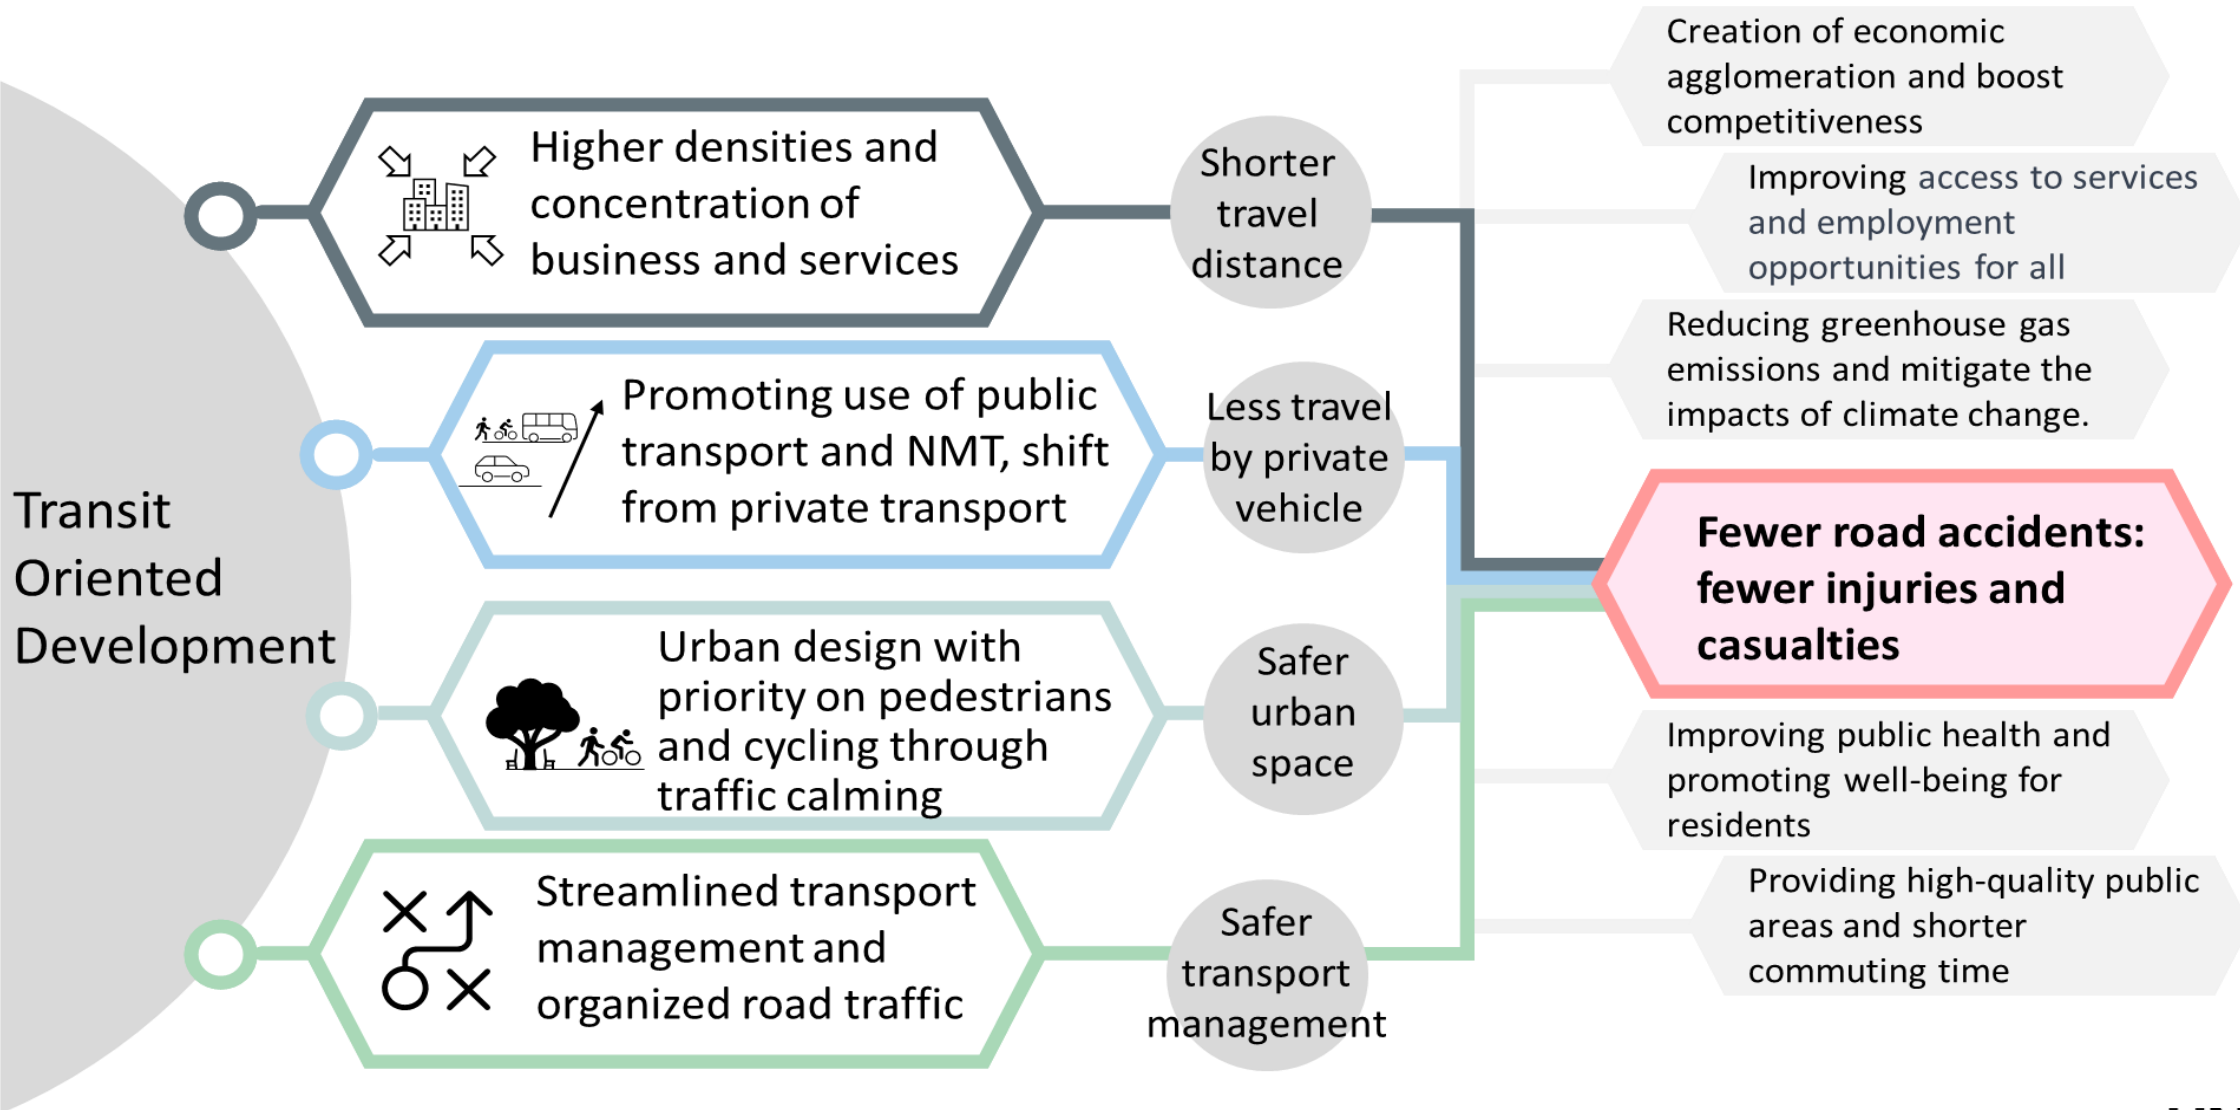 Transit
Oriented
Development
Higher densities and
concentration of
business and services
Shorter
travel
distance
Promoting use of public
transport and NMT, shift
from private transport
Less travel
by private
vehicle
Urban design with
priority on pedestrians
and cycling through
traffic calming
Safer
urban
space
Streamlined transport
management and
organized road traffic
Safer
transport
management
Creation of economic
agglomeration and boost
competitiveness
Improving access to services
and employment
opportunities for all
Reducing greenhouse gas
emissions and mitigate the
impacts of climate change.
Fewer road accidents:
fewer injuries and
casualties
Improving public health and
promoting well-being for
residents
Providing high-quality public
areas and shorter
commuting time